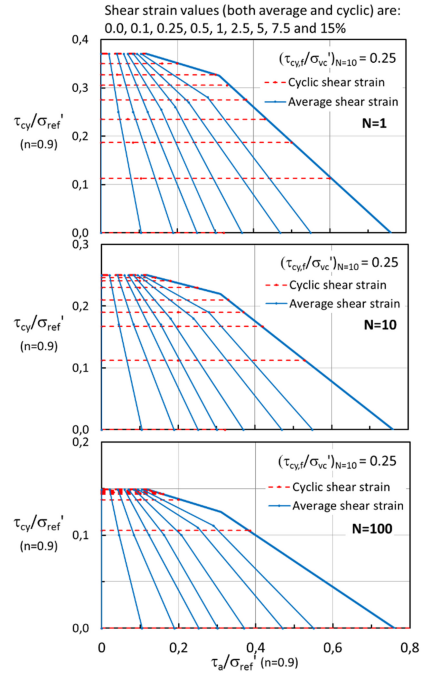 Shear strain values (both average and cyclic) are:
0.0, 0.1, 0.25, 0.5, 1, 2.5, 5, 7.5 and 15%
0,4
(τcy,f/σvc')N=10 = 0.25
Cyclic shear strain
0,3
Average shear strain
τcy/σref'
N=1
(n=0.9)
0,2
0,1
0,0
0,3
(τcy,f/σvc')N=10 = 0.25
Cyclic shear strain
Average shear strain
0,2
τcy/σref'
N=10
(n=0.9)
0,1
0,0
0,2
(τcy,f/σvc')N=10 = 0.25
Cyclic shear strain
Average shear strain
τcy/σref'
N=100
0,1
(n=0.9)
0,0
0 0,2 0,4 0,6 0,8
τa/σref' (n=0.9)